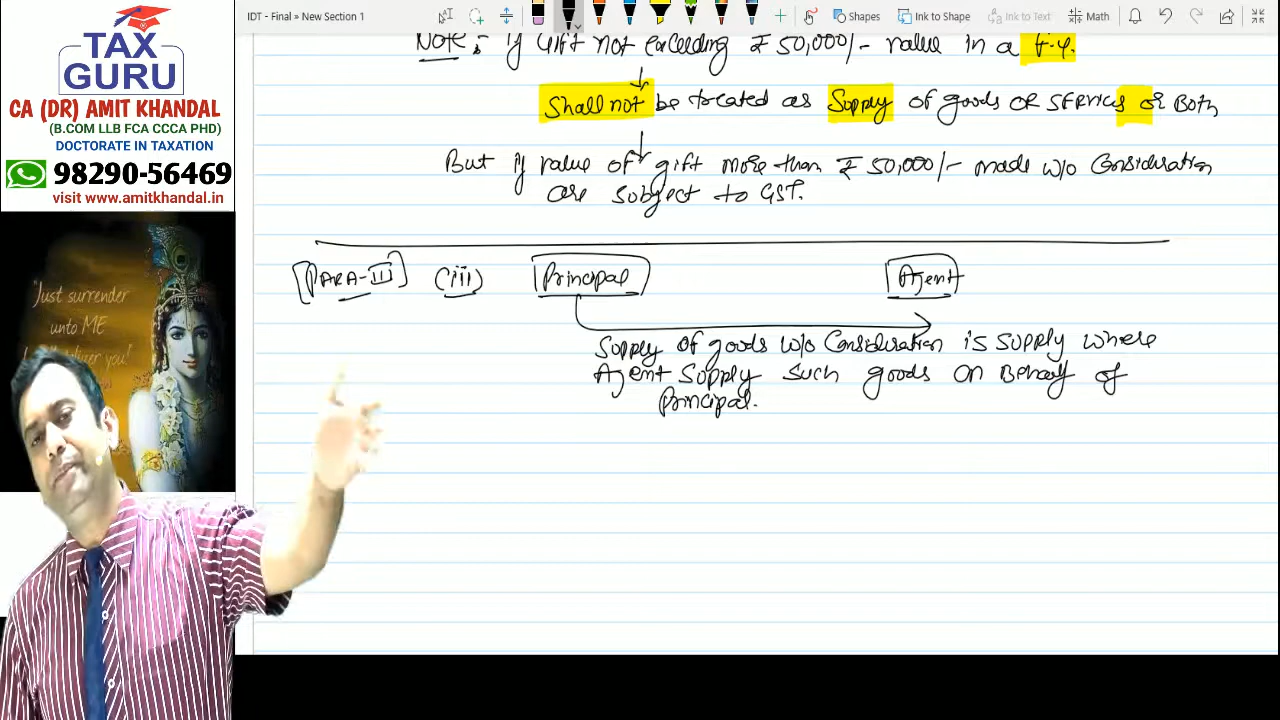 IDT - Final » New Section 1
Shapes
Ink to Shape
Ink to Text
Math
TAX
GURU
CA (DR) AMIT KHANDAL
(B.COM LLB FCA CCCA PHD)
DOCTORATE IN TAXATION
98290-56469
visit www.amitkhandal.in
"Just surrender
unto ME
you!"
Note :- if Gift not exceeding ₹ 50,000/- value in a F.Y.
Shall not be treated as Supply of goods or services or Both
But if value of gift more than ₹ 50,000/- made w/o Consideration
are subject to GST.
[PARA-III] (iii) Principal Agent
Supply of goods w/o Consideration is supply where
Agent Supply such goods on Behalf of
Principal.